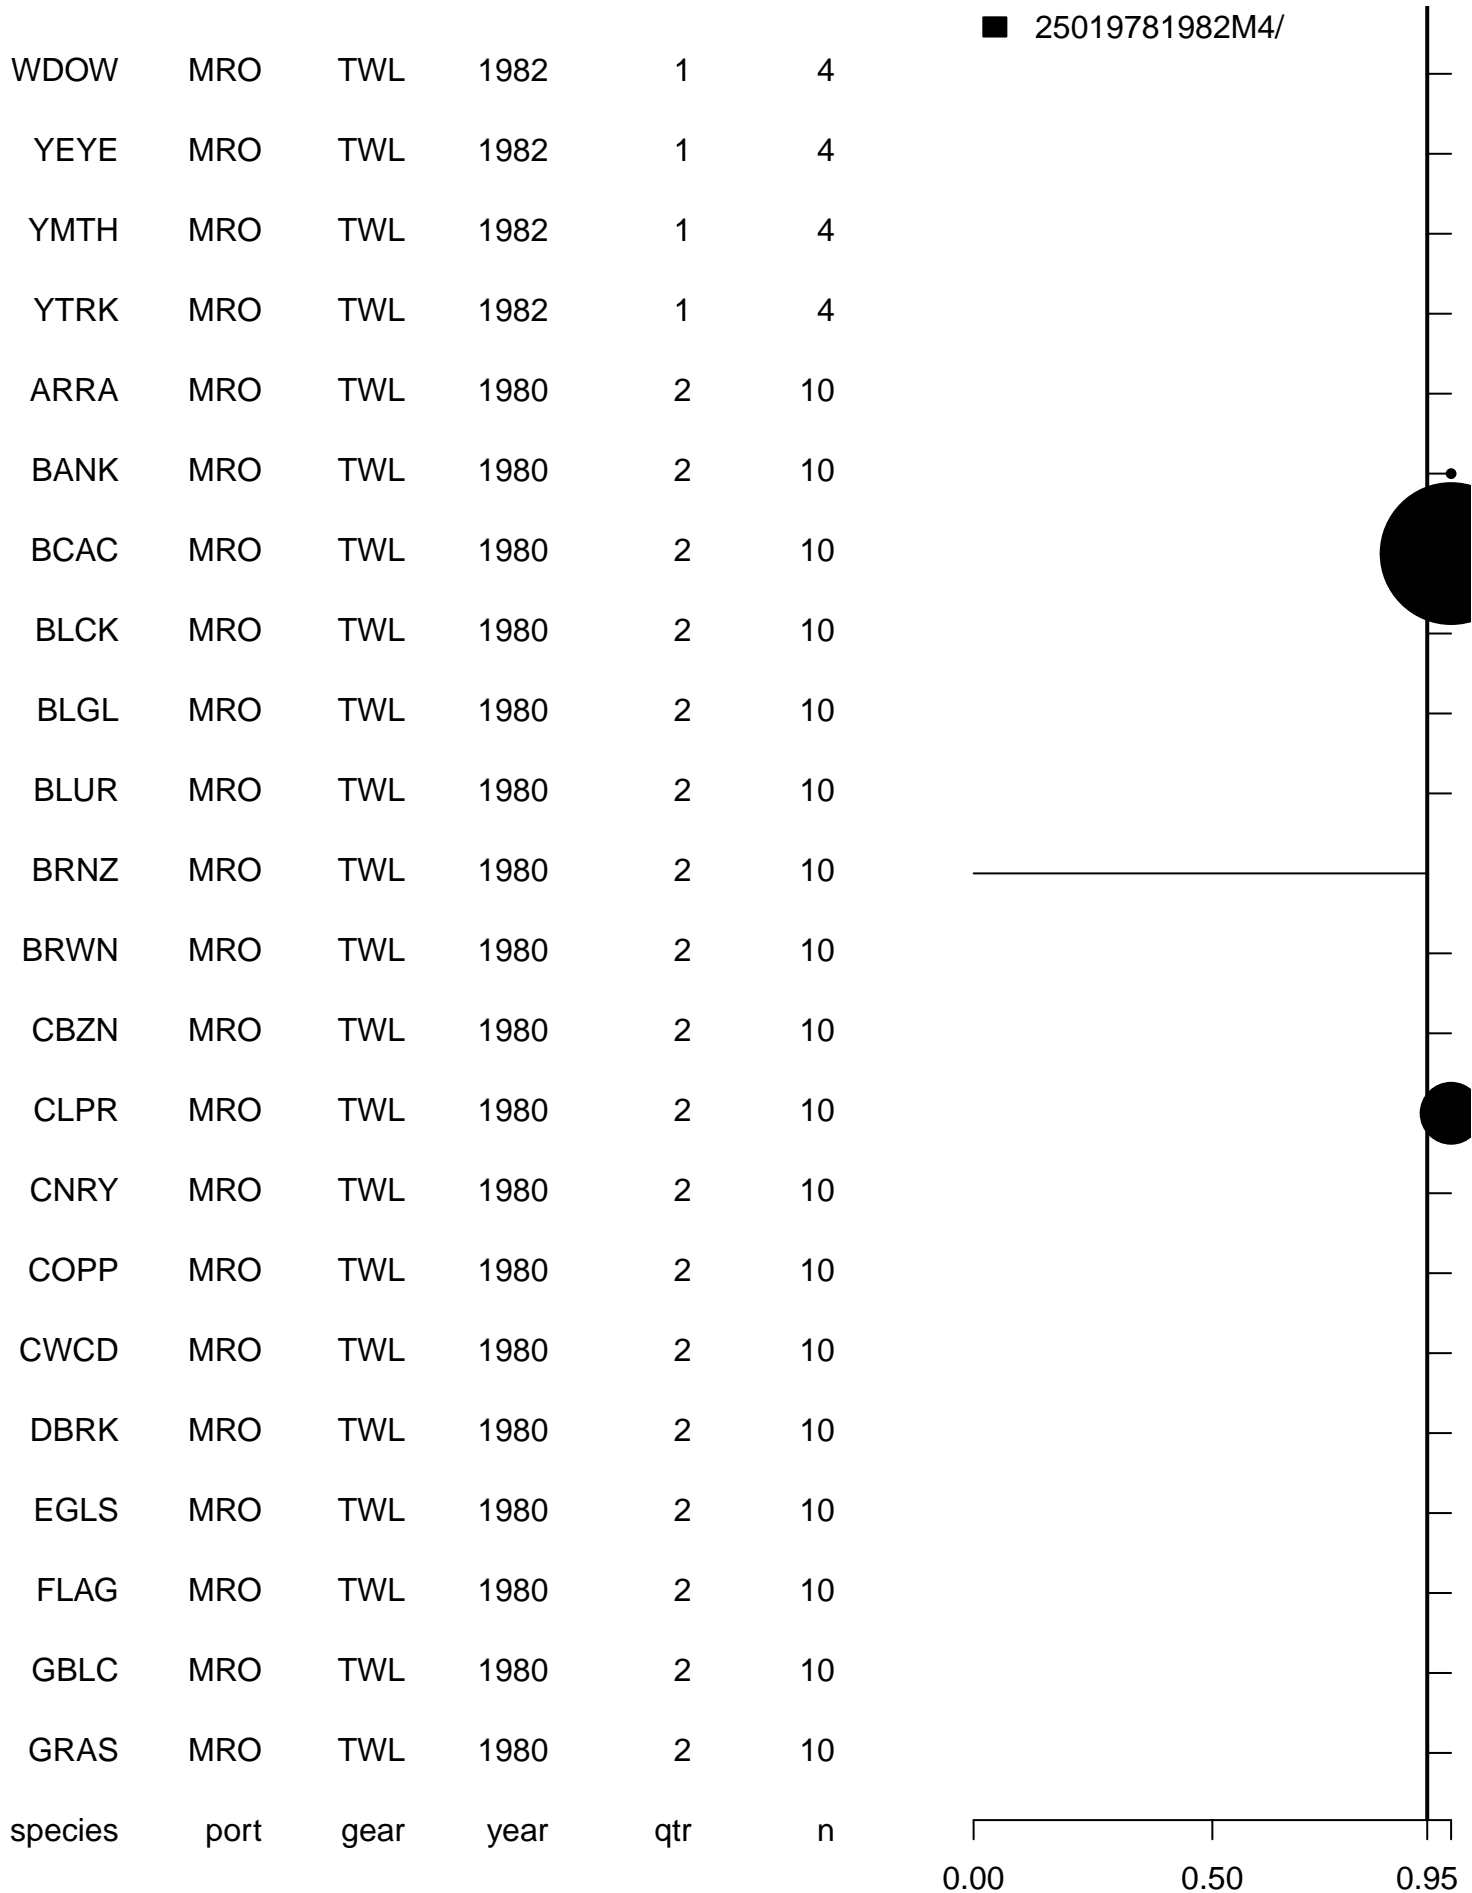 25019781982M4/
WDOW MRO TWL 1982 1 4
YEYE MRO TWL 1982 1 4
YMTH MRO TWL 1982 1 4
YTRK MRO TWL 1982 1 4
ARRA MRO TWL 1980 2 10
BANK MRO TWL 1980 2 10
BCAC MRO TWL 1980 2 10
BLCK MRO TWL 1980 2 10
BLGL MRO TWL 1980 2 10
BLUR MRO TWL 1980 2 10
BRNZ MRO TWL 1980 2 10
BRWN MRO TWL 1980 2 10
CBZN MRO TWL 1980 2 10
CLPR MRO TWL 1980 2 10
CNRY MRO TWL 1980 2 10
COPP MRO TWL 1980 2 10
CWCD MRO TWL 1980 2 10
DBRK MRO TWL 1980 2 10
EGLS MRO TWL 1980 2 10
FLAG MRO TWL 1980 2 10
GBLC MRO TWL 1980 2 10
GRAS MRO TWL 1980 2 10
species port gear year qtr n
0.00 0.50 0.95